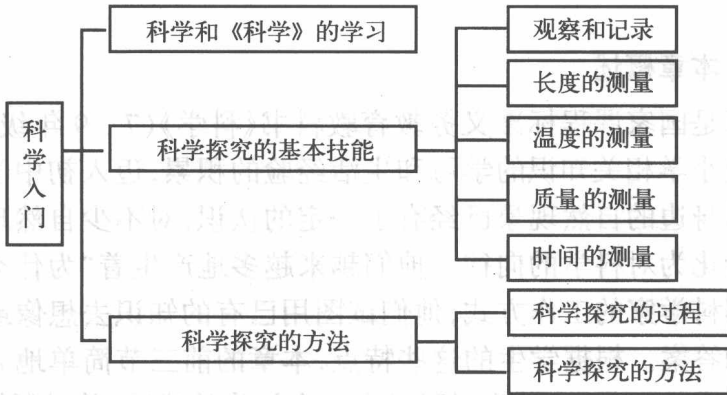 科学入门
科学和《科学》的学习
科学探究的基本技能
观察和记录
长度的测量
温度的测量
质量的测量
时间的测量
科学探究的方法
科学探究的过程
科学探究的方法